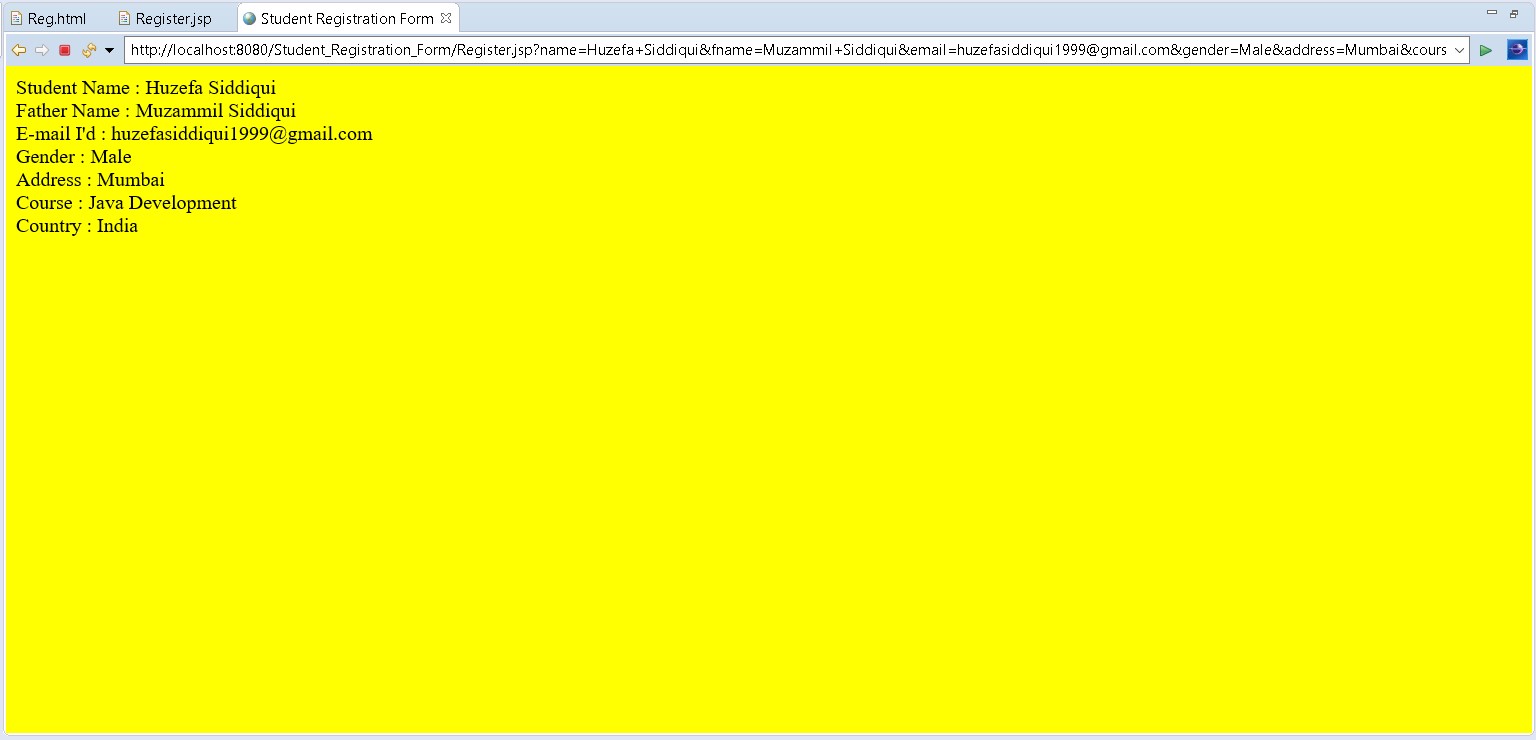 Reg.html
Register.jsp
Student Registration Form
http://localhost:8080/Student_Registration_Form/Register.jsp?name=Huzefa+Siddiqui&fname=Muzammil+Siddiqui&email=huzefasiddiqui1999@gmail.com&gender=Male&address=Mumbai&cours
Student Name : Huzefa Siddiqui
Father Name : Muzammil Siddiqui
E-mail I'd : huzefasiddiqui1999@gmail.com
Gender : Male
Address : Mumbai
Course : Java Development
Country : India